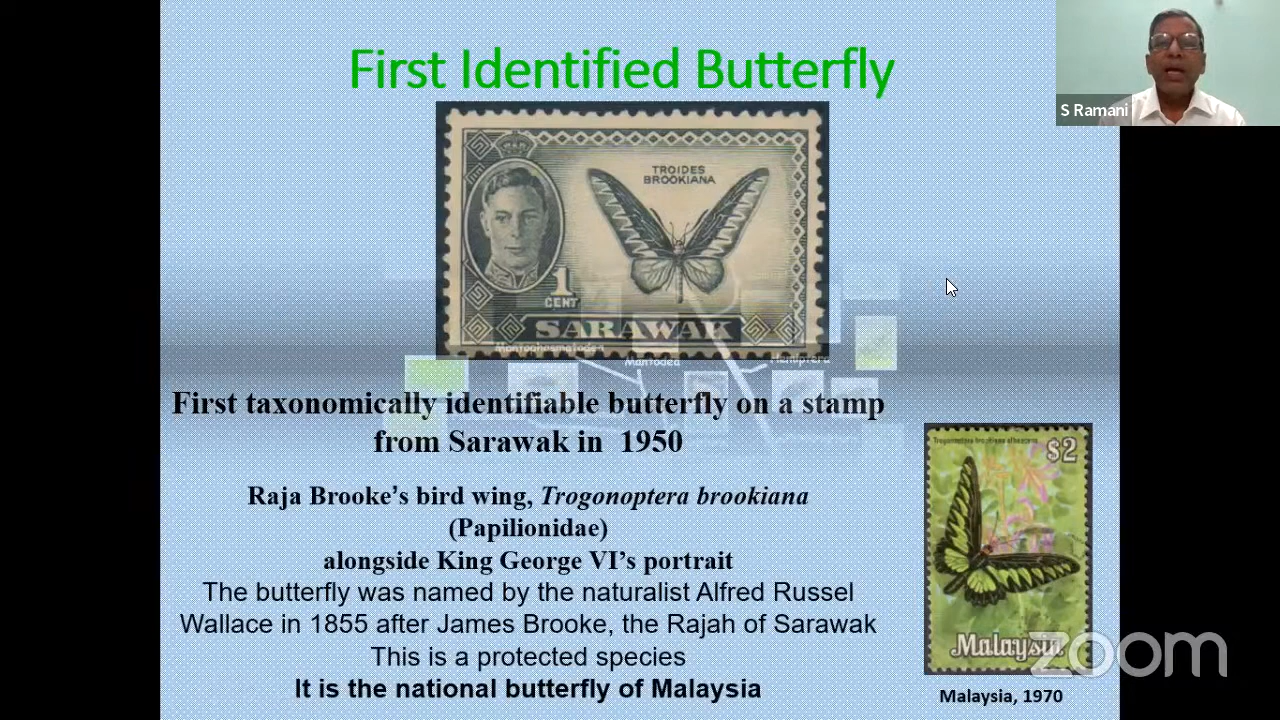 First Identified Butterfly
S Ramani
TROIDES
BROOKIANA
1
CENT
SARAWAK
Mantophasmatodea
Mantodea
Hemiptera
First taxonomically identifiable butterfly on a stamp
from Sarawak in 1950
Raja Brooke’s bird wing, Trogonoptera brookiana
(Papilionidae)
alongside King George VI’s portrait
The butterfly was named by the naturalist Alfred Russel
Wallace in 1855 after James Brooke, the Rajah of Sarawak
This is a protected species
It is the national butterfly of Malaysia
$2
Malaysia
zoom
Malaysia, 1970